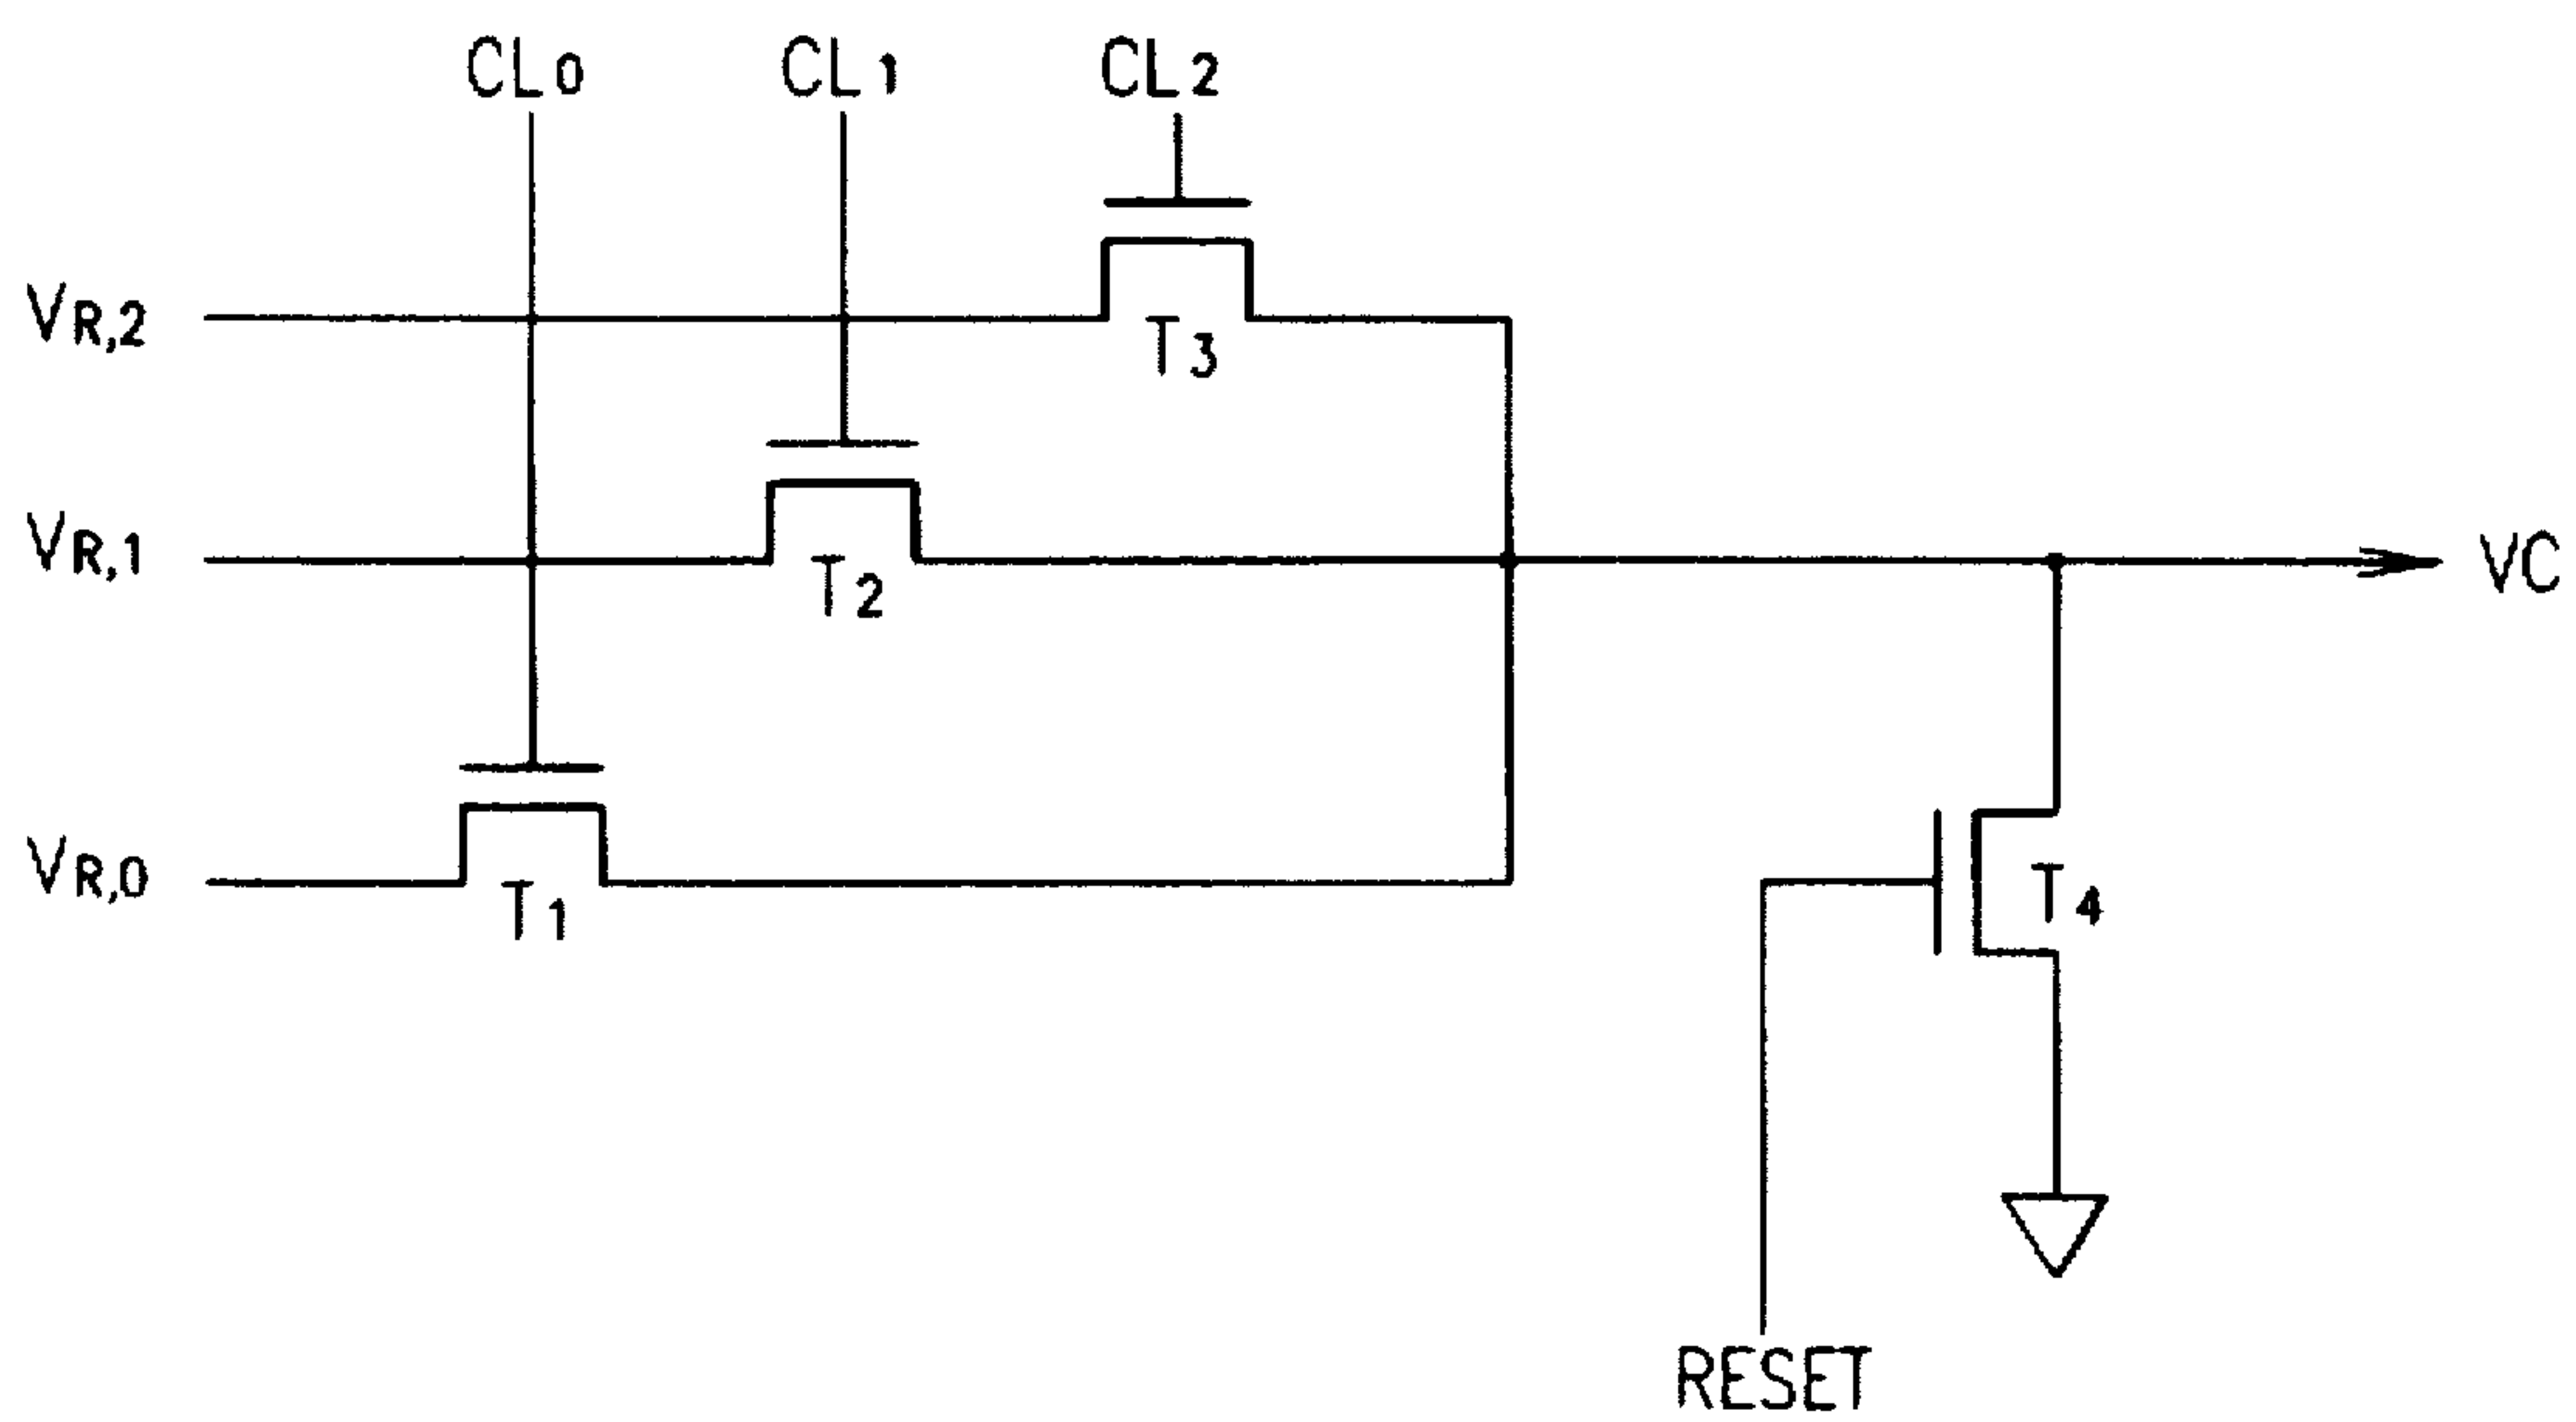 CL0 CL1 CL2
VR,2
T3
VR,1
T2
VC
VR,0
T1
T4
RESET